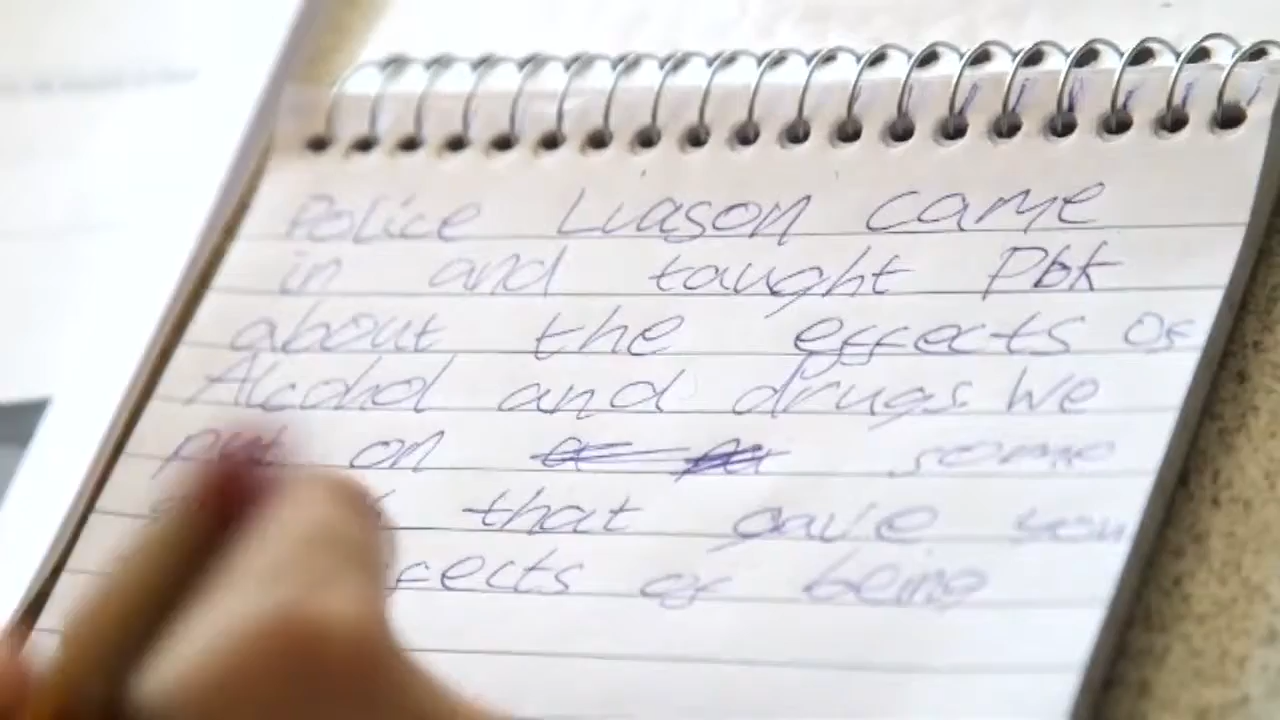 Police Liason came
in and taught PbK
about the effects of
Alcohol and drugs. We
put on some
that gave you
of being